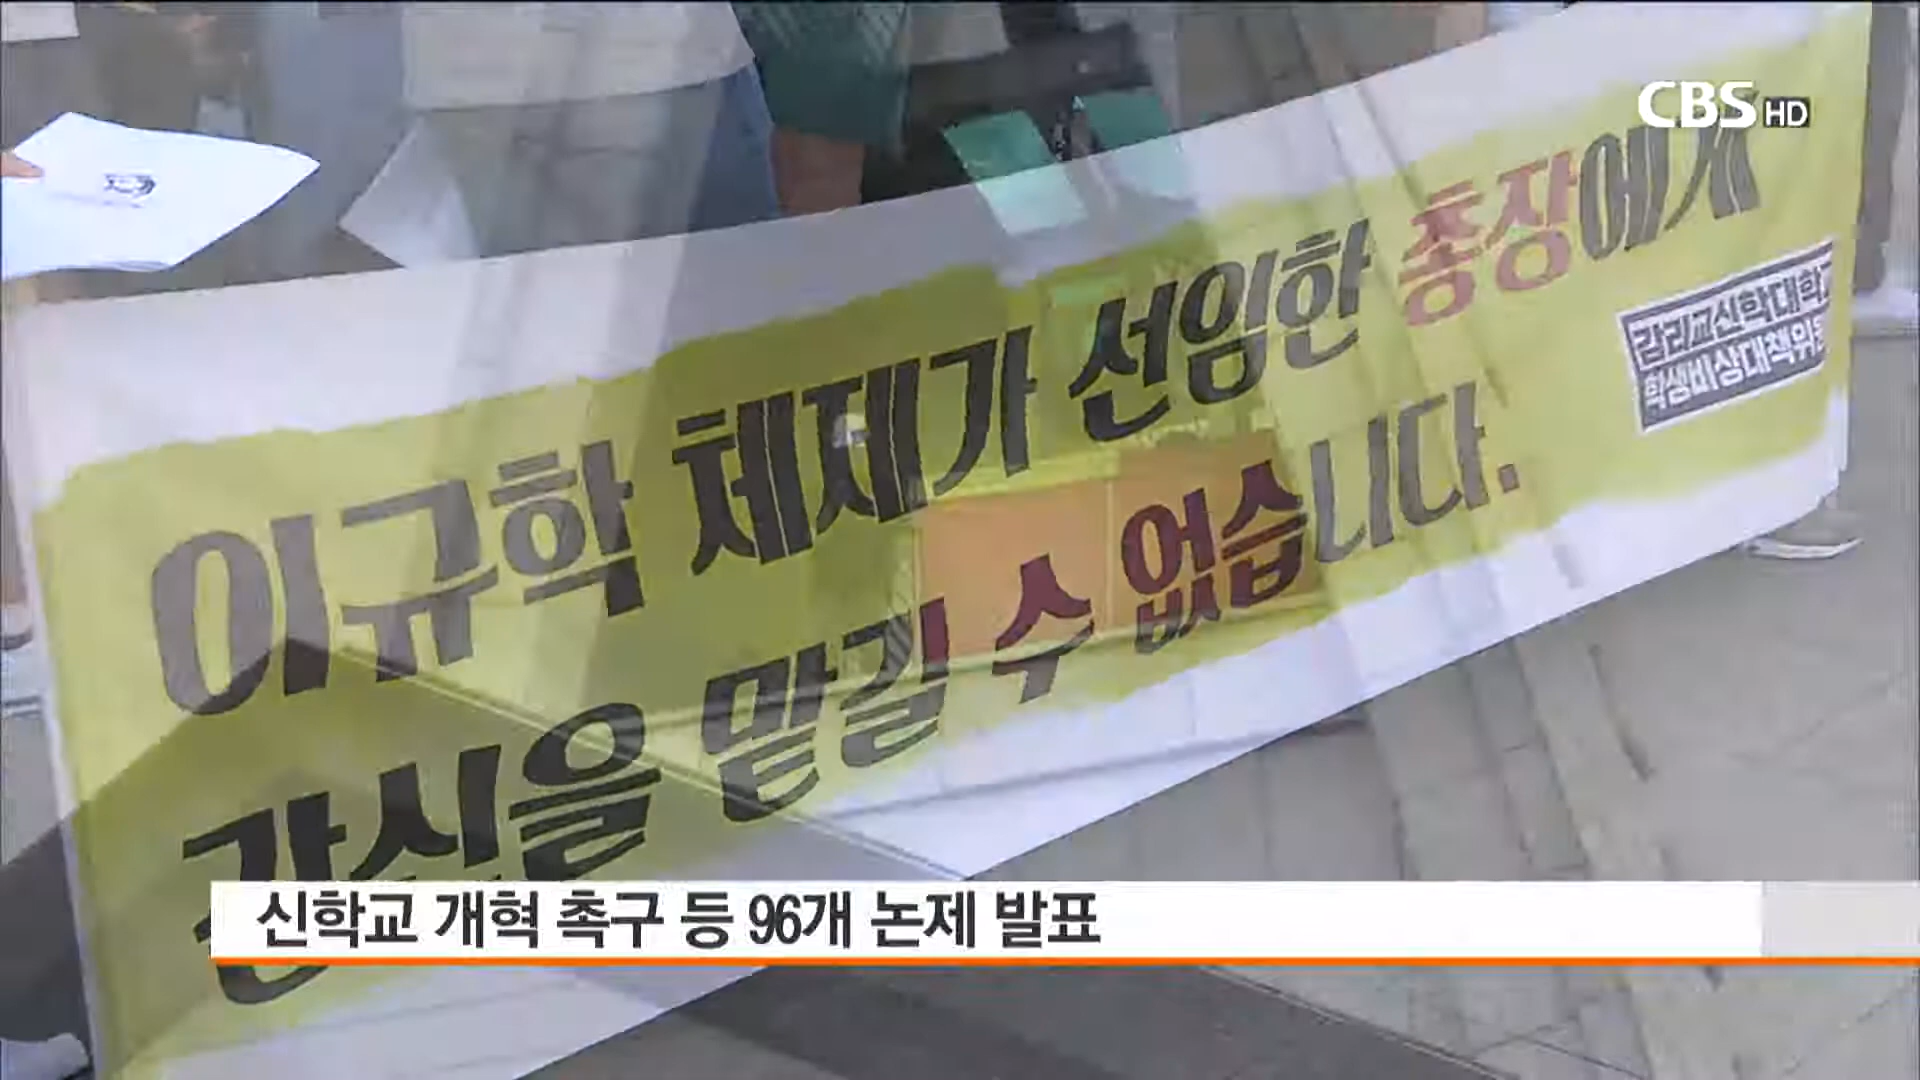 CBS HD
이규학 체제가 선임한 총장에게
감신을 맡길 수 없습니다.
감리교신학대학교
학생비상대책위원
신학교 개혁 촉구 등 96개 논제 발표